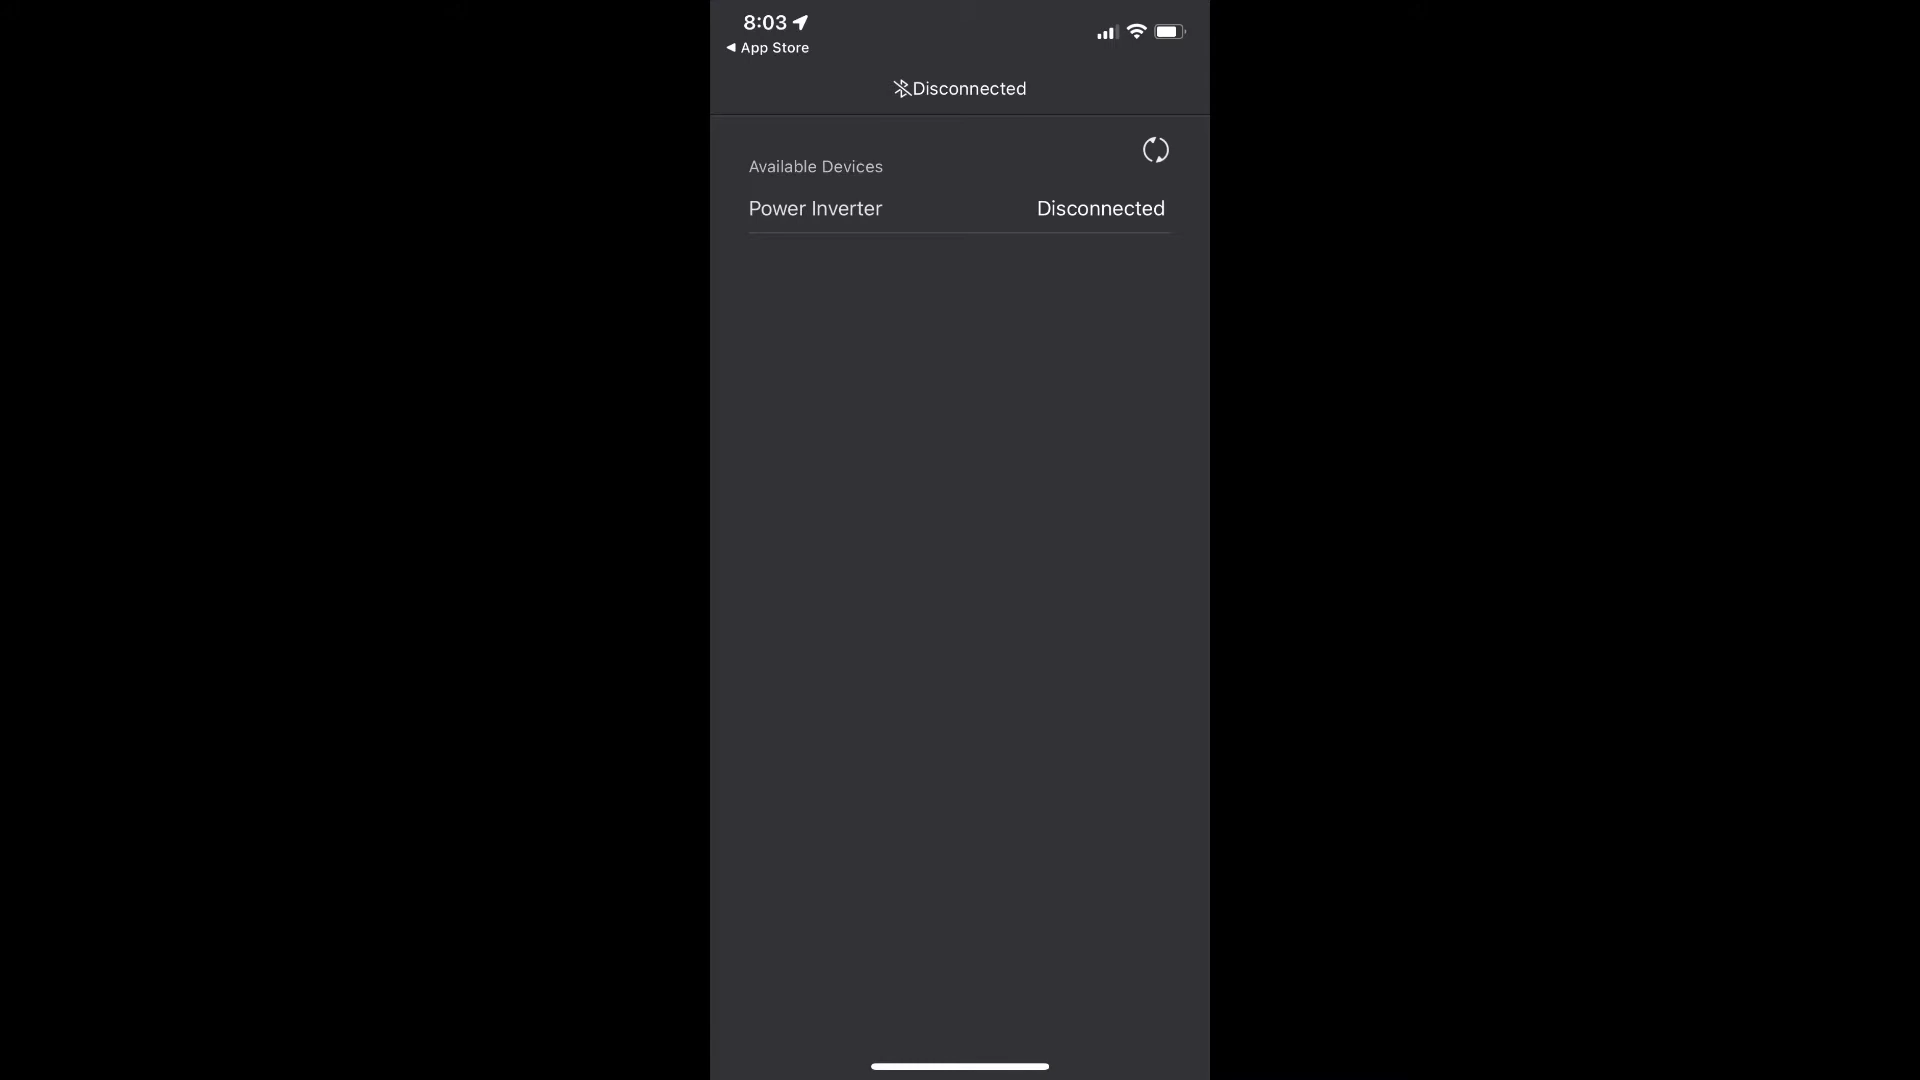 8:03
◀ App Store
Disconnected
Available Devices
Power Inverter Disconnected